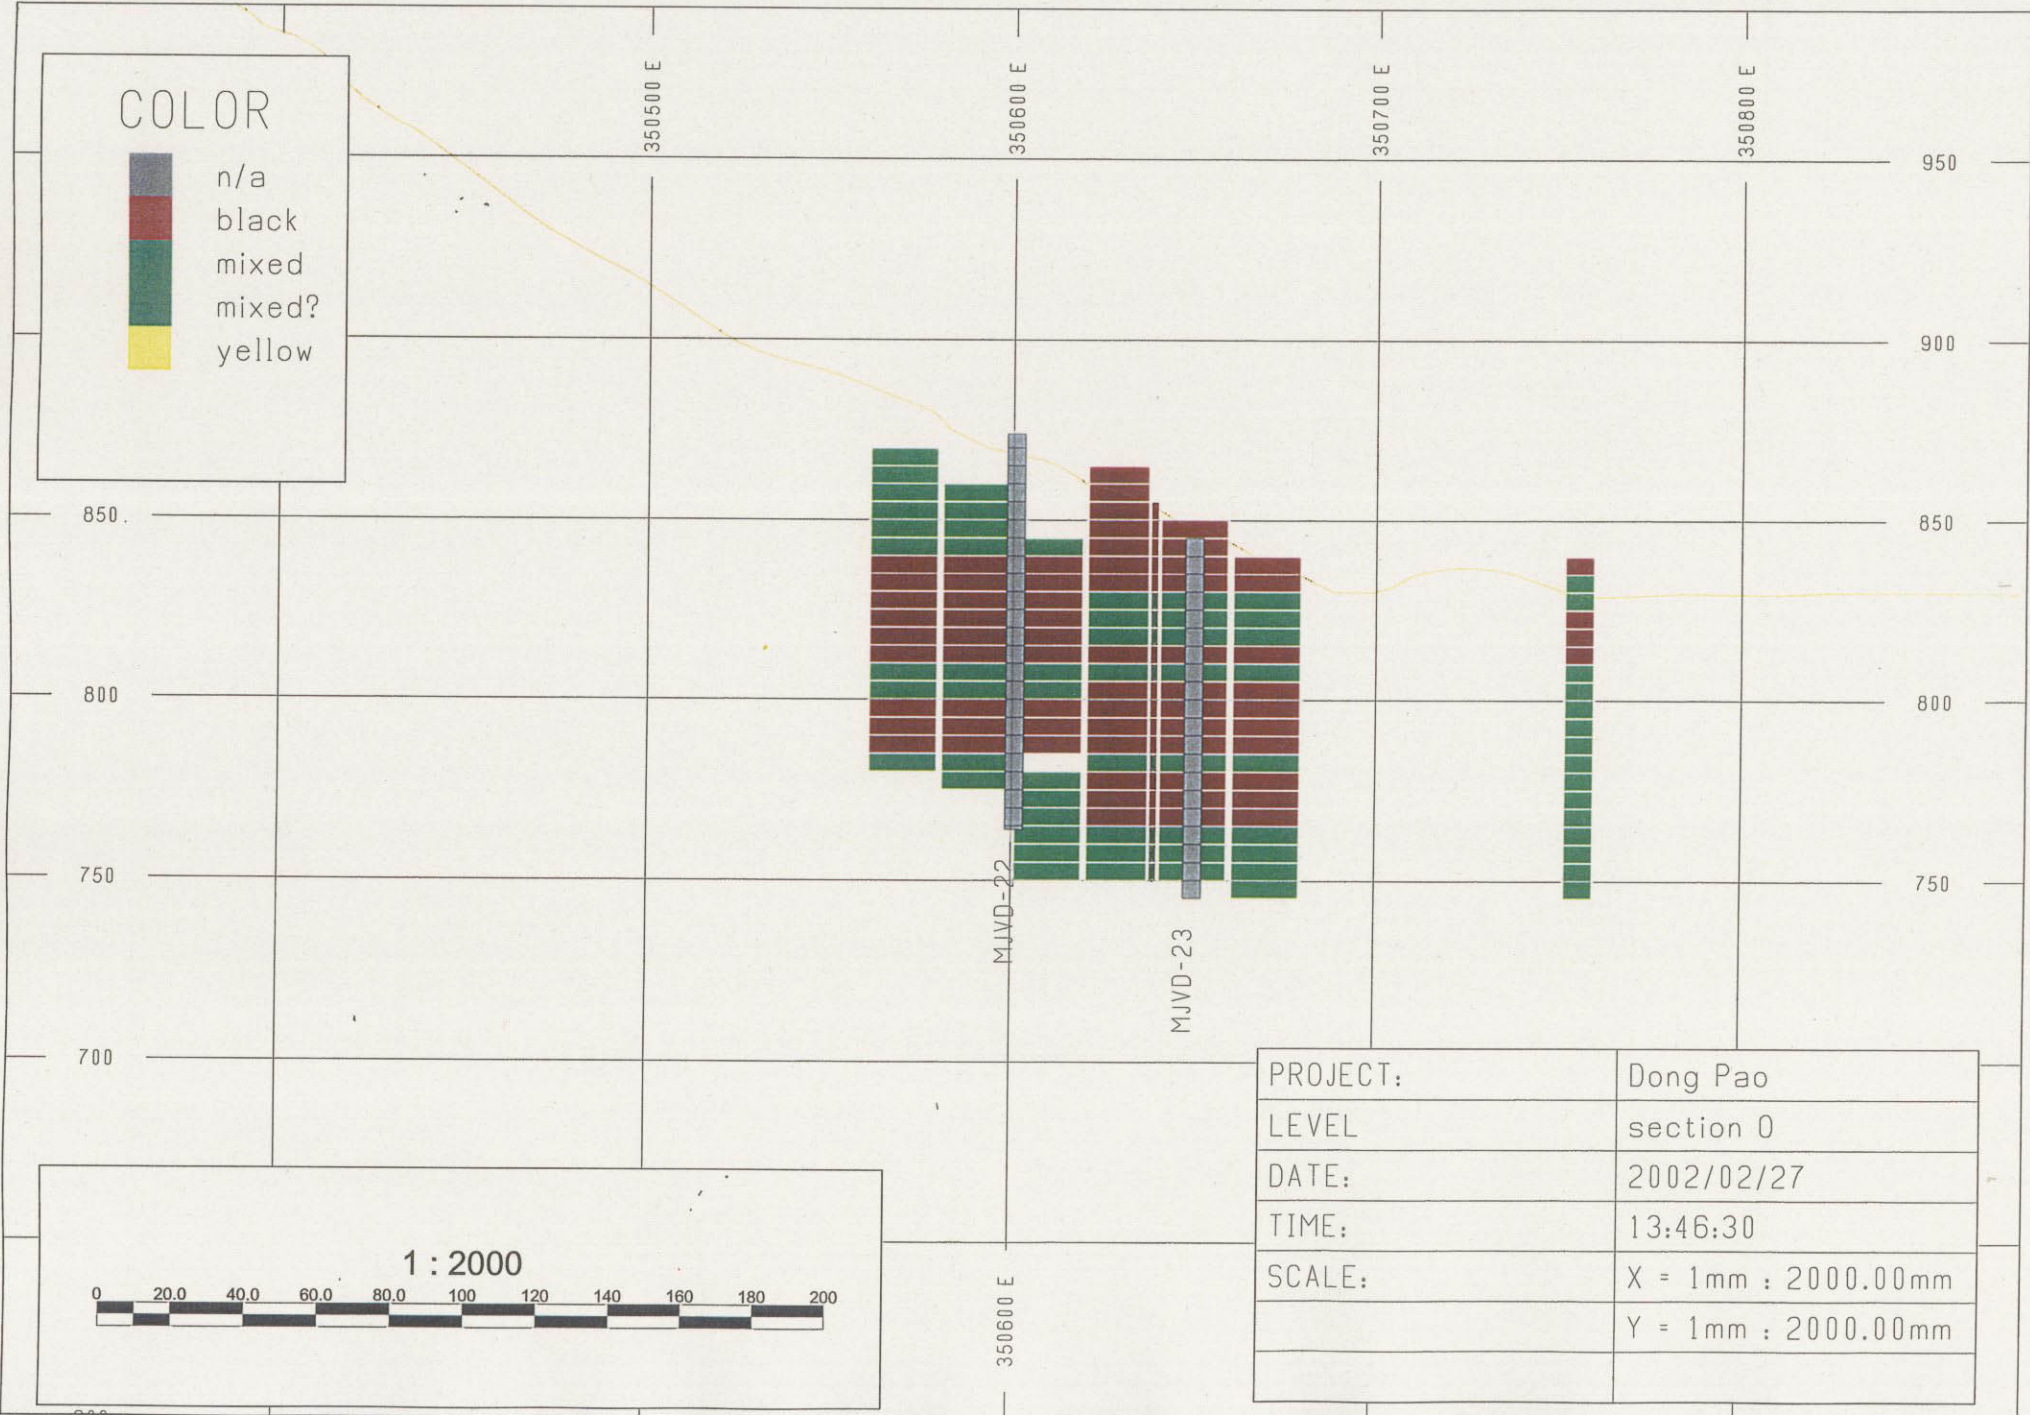 350500 E
350600 E
350700 E
350800 E
COLOR
n/a
black
mixed
mixed?
yellow
950
900
850
850
800
800
750
750
700
MJVD-22
MJVD-23
PROJECT: Dong Pao
LEVEL section 0
DATE: 2002/02/27
TIME: 13:46:30
SCALE: X = 1mm : 2000.00mm
Y = 1mm : 2000.00mm
1 : 2000
0 20.0 40.0 60.0 80.0 100 120 140 160 180 200
350600 E